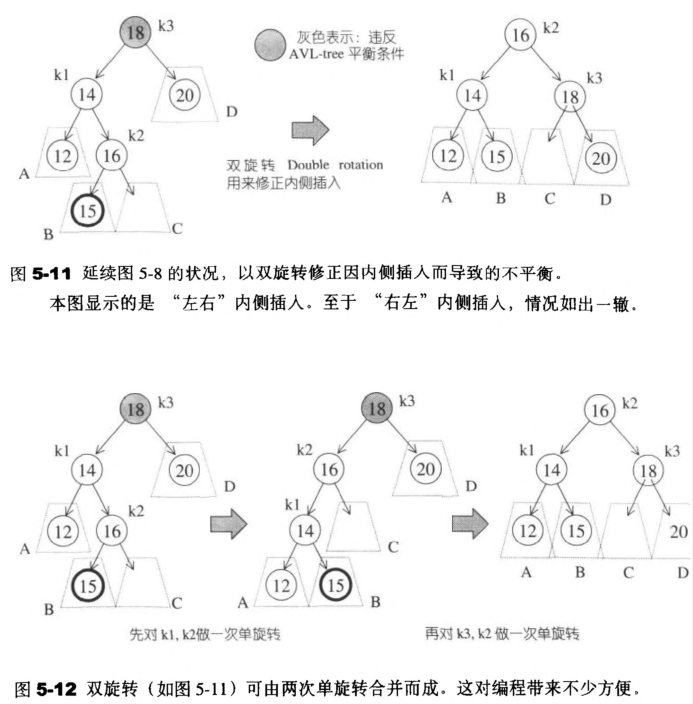 18 k3
灰色表示：违反
AVL-tree 平衡条件
16 k2
k1
14
20
D
k1
14
k3
18
12
k2
16
A
双旋转 Double rotation
用来修正内侧插入
12
15
20
15
B
C
A B C D
图 5-11 延续图 5-8 的状况，以双旋转修正因内侧插入而导致的不平衡。
本图显示的是 “左右”内侧插入。至于 “右左”内侧插入，情况如出一辙。
18 k3
18 k3
16 k2
k1
14
20
D
k2
16
20
D
k1
14
k3
18
12
k2
16
A
k1
14
C
12
15
20
A B C D
15
B
C
12
15
A
B
先对 k1, k2做一次单旋转
再对 k3, k2 做一次单旋转
图 5-12 双旋转（如图 5-11）可由两次单旋转合并而成。这对编程带来不少方便。